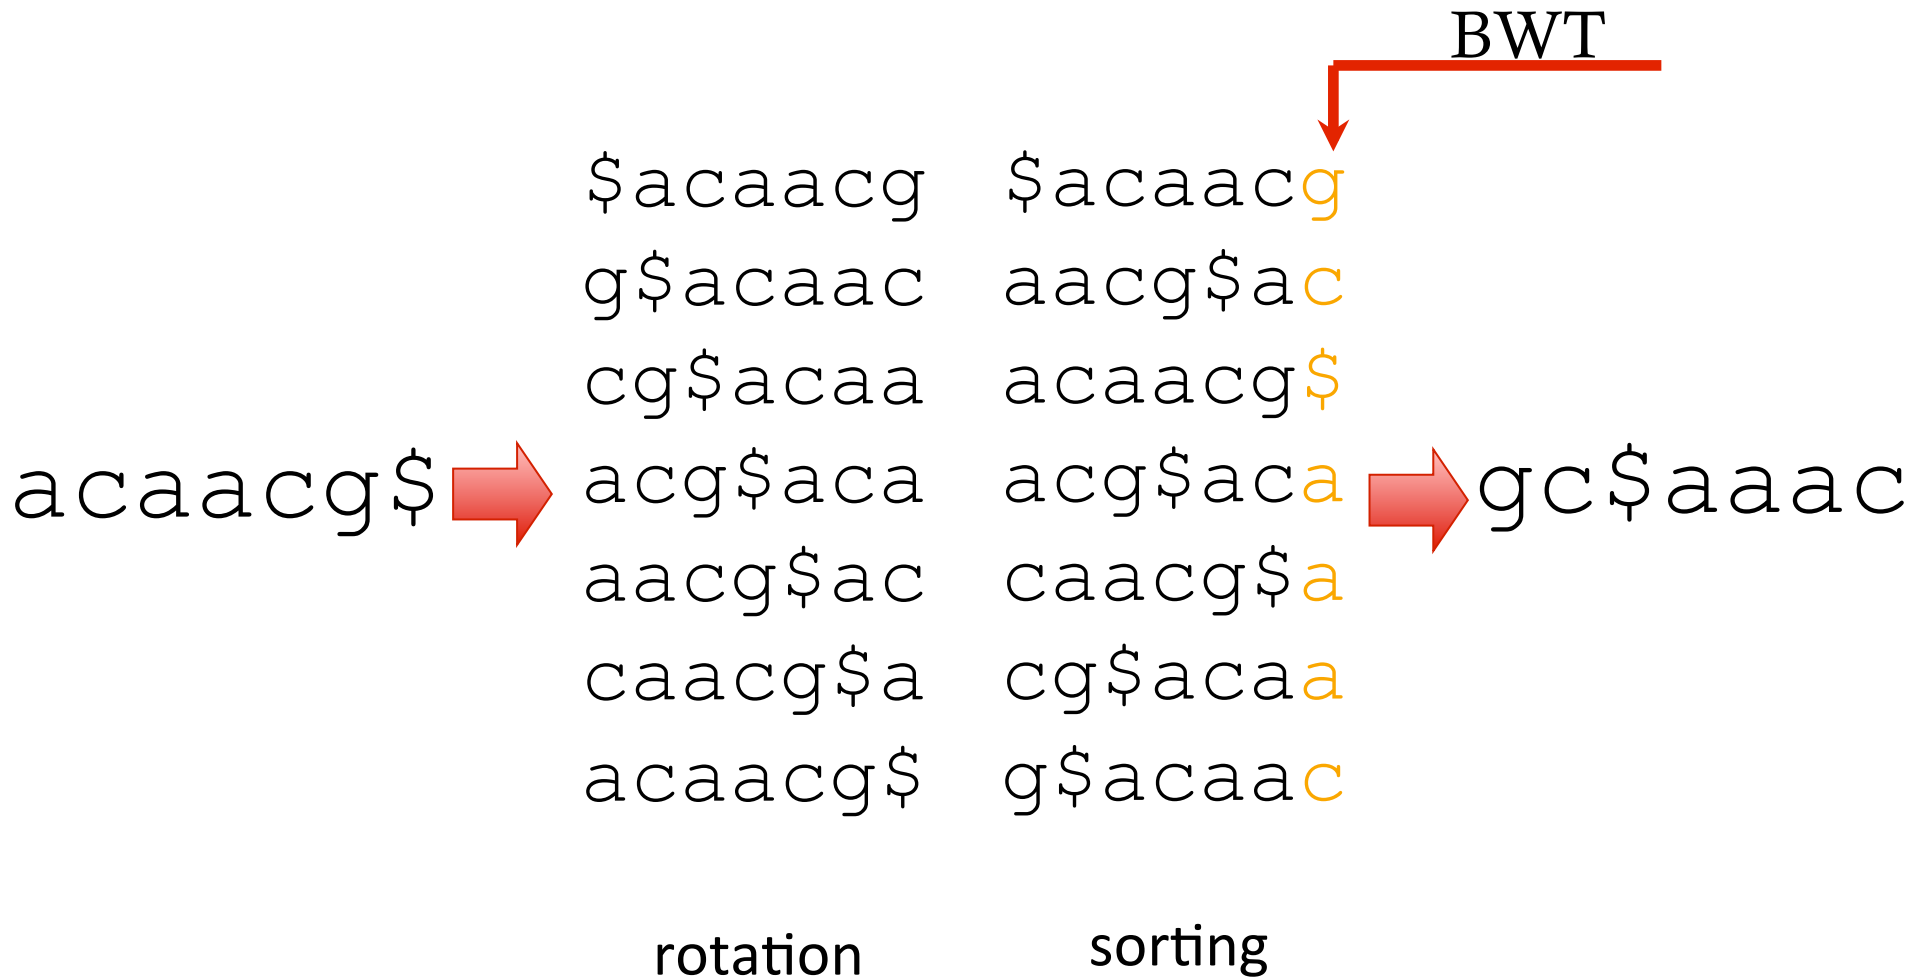 BWT
$acaacg $acaacg
g$acaac aacg$ac
cg$acaa acaacg$
acaacg$ acg$aca acg$aca gc$aaac
aacg$ac caacg$a
caacg$a cg$acaa
acaacg$ g$acaac
rotation sorting